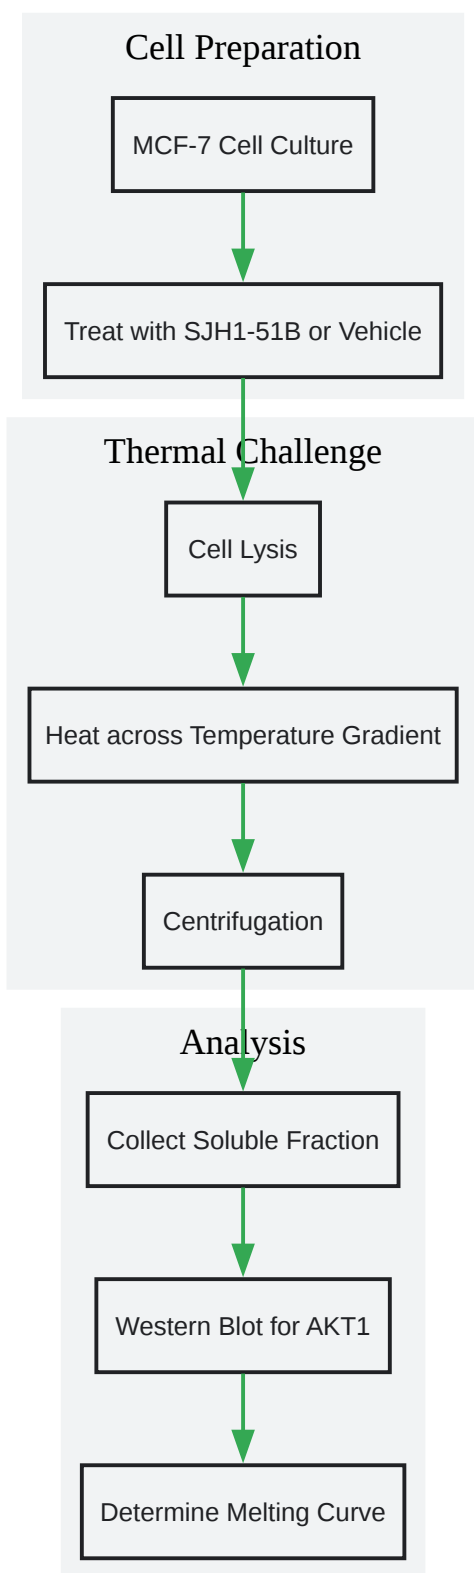 Cell Preparation
MCF-7 Cell Culture
Treat with SJH1-51B or Vehicle
Thermal Challenge
Cell Lysis
Heat across Temperature Gradient
Centrifugation
Analysis
Collect Soluble Fraction
Western Blot for AKT1
Determine Melting Curve